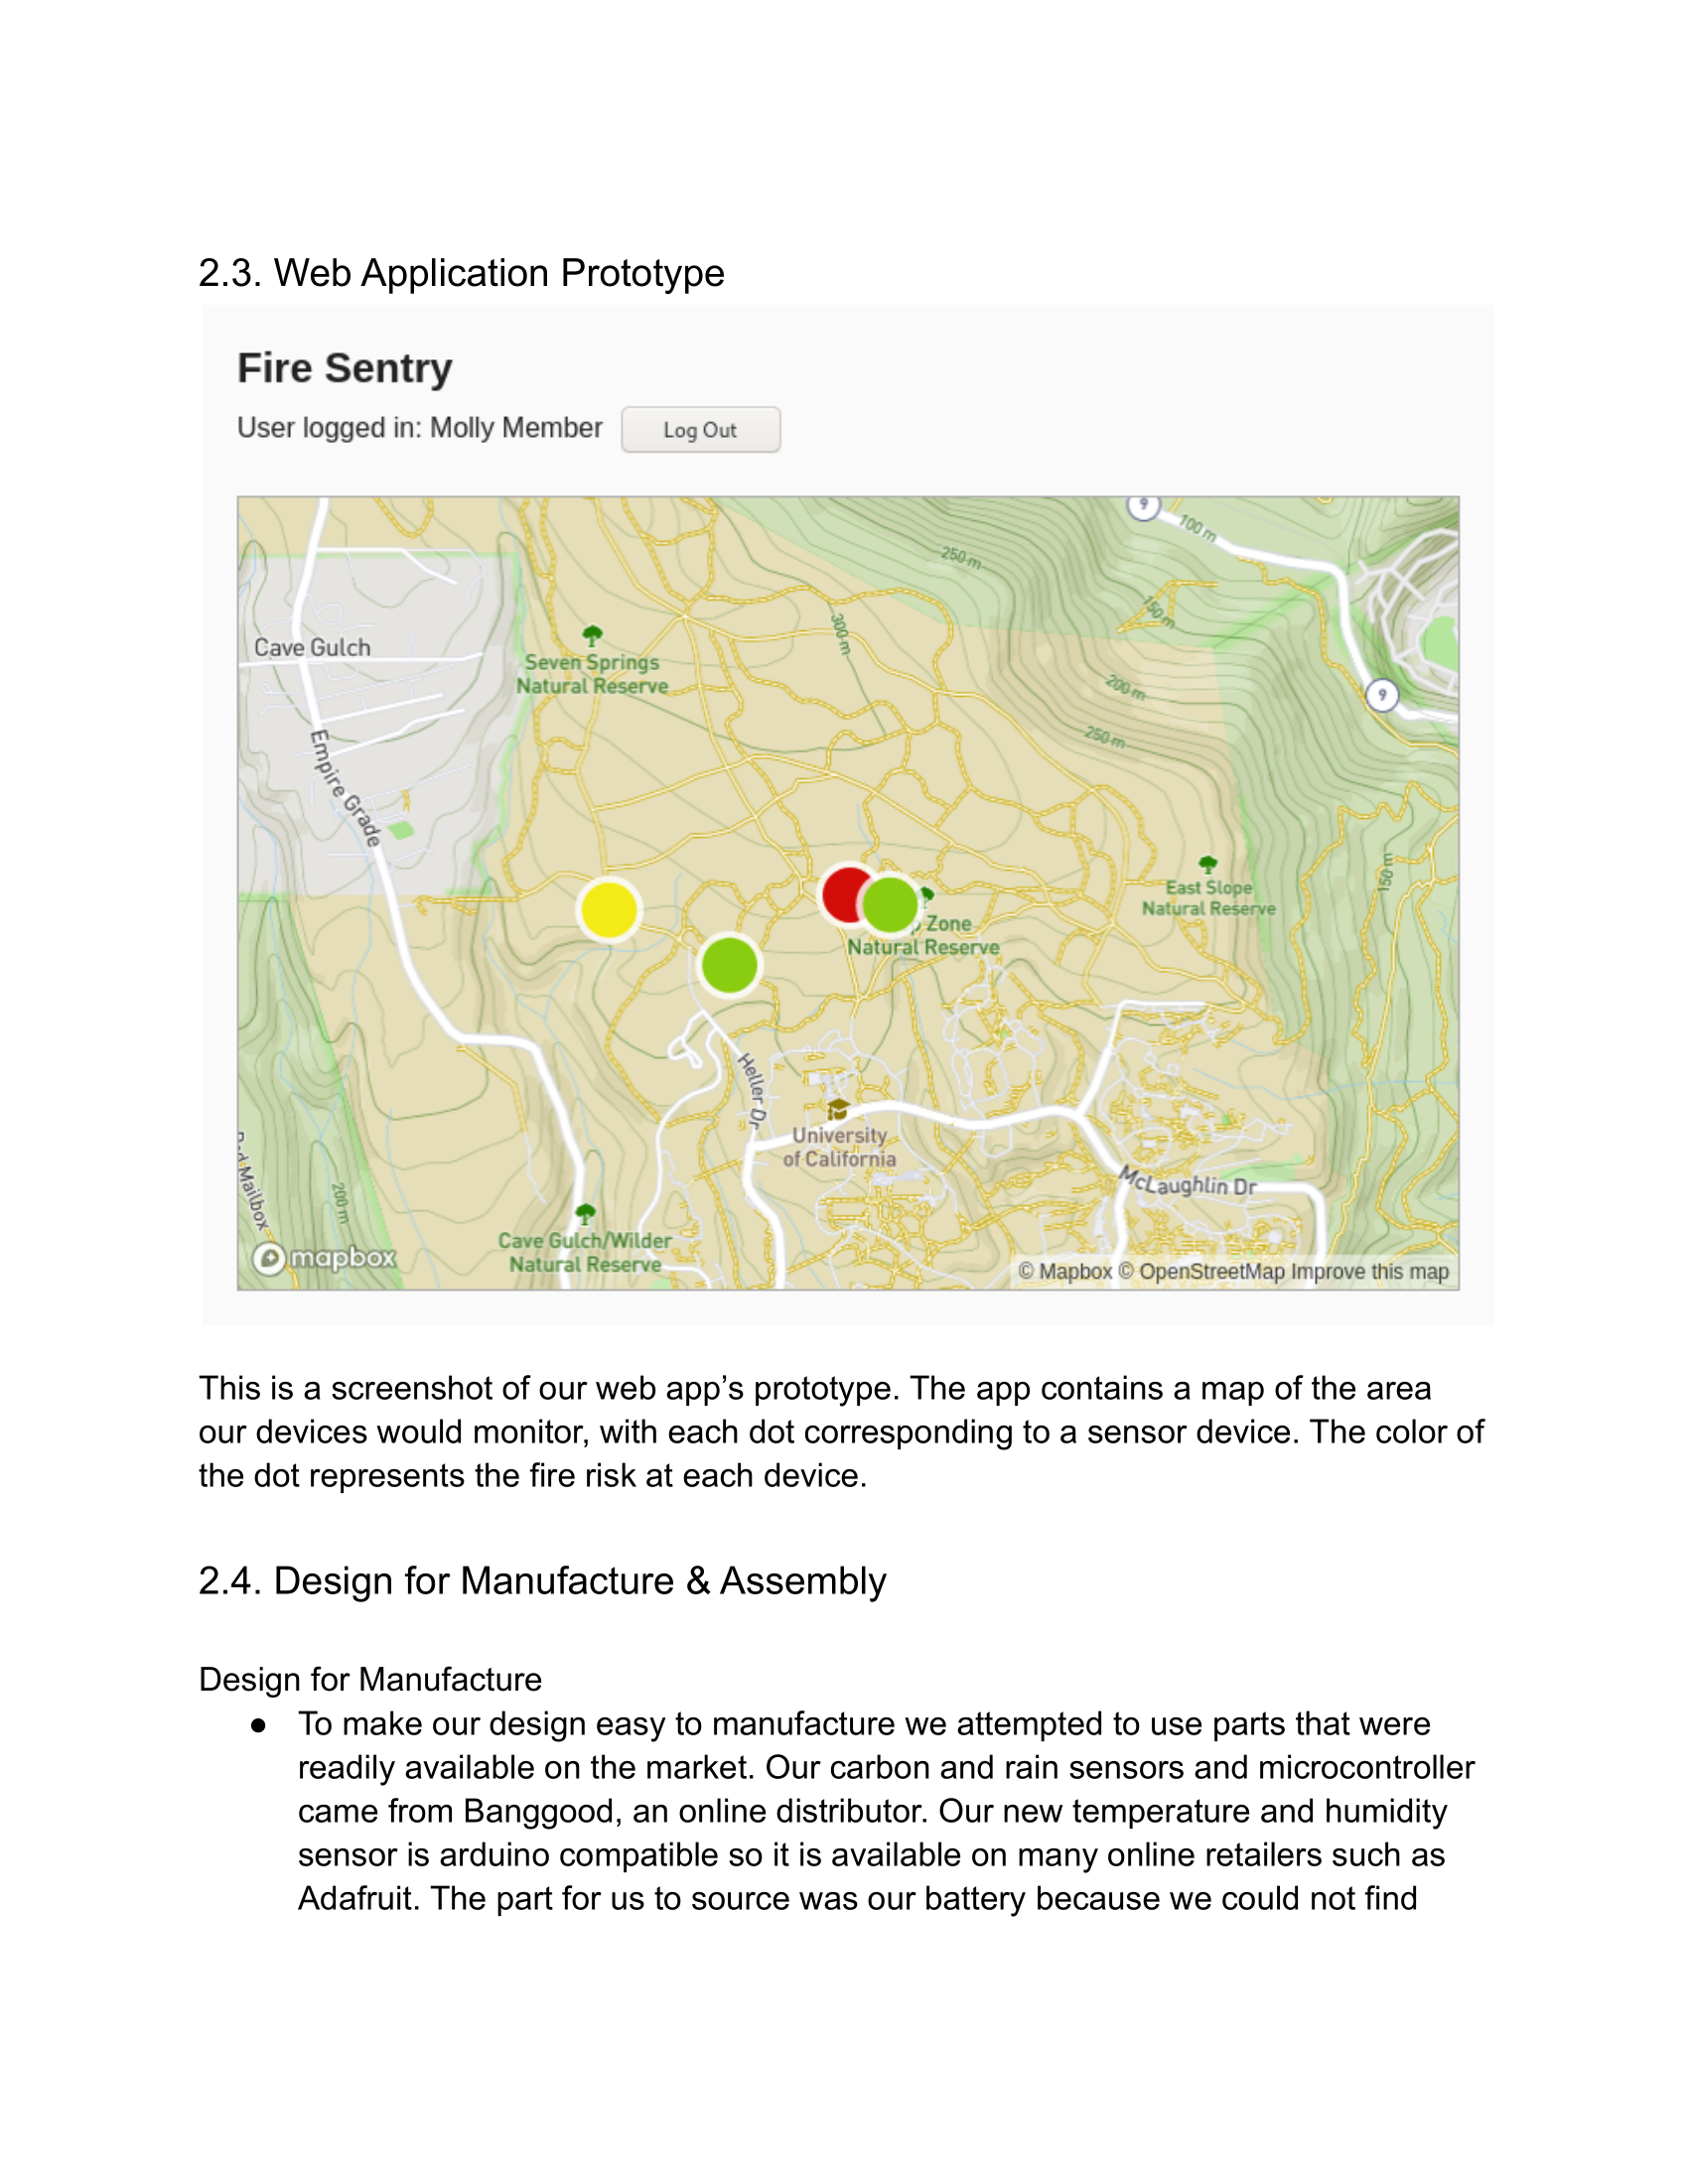 2.3. Web Application Prototype
Fire Sentry
User logged in: Molly Member
Log Out
9
100 m
250 m
150 m
300 m
Cave Gulch
Seven Springs
Natural Reserve
9
200 m
250 m
Empire Grade
150 m
East Slope
Natural Reserve
Zone
Natural Reserve
Heller Dr
University
of California
McLaughlin Dr
Mailbox
200 m
Cave Gulch/Wilder
Natural Reserve
mapbox
© Mapbox © OpenStreetMap Improve this map
This is a screenshot of our web app’s prototype. The app contains a map of the area
our devices would monitor, with each dot corresponding to a sensor device. The color of
the dot represents the fire risk at each device.
2.4. Design for Manufacture & Assembly
Design for Manufacture
● To make our design easy to manufacture we attempted to use parts that were
readily available on the market. Our carbon and rain sensors and microcontroller
came from Banggood, an online distributor. Our new temperature and humidity
sensor is arduino compatible so it is available on many online retailers such as
Adafruit. The part for us to source was our battery because we could not find